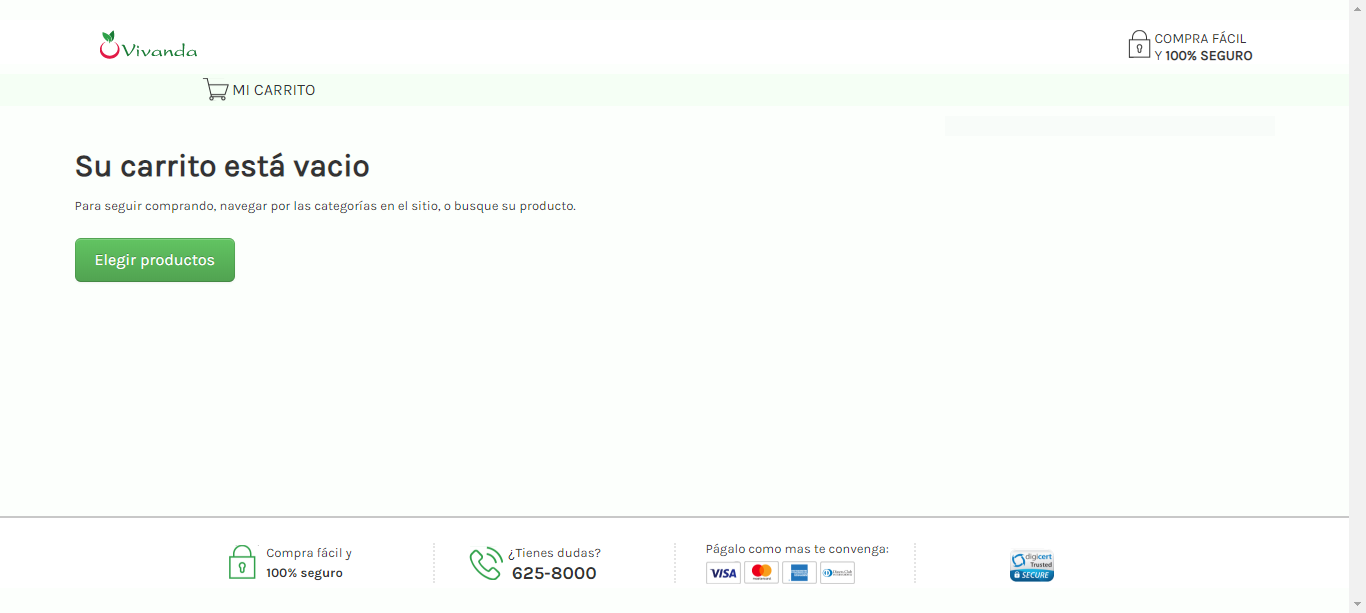 Vivanda
COMPRA FÁCIL
Y 100% SEGURO
MI CARRITO
Su carrito está vacio
Para seguir comprando, navegar por las categorías en el sitio, o busque su producto.
Elegir productos
Compra fácil y
100% seguro
¿Tienes dudas?
625-8000
Págalo como mas te convenga:
VISA
digicert
Trusted
SECURE